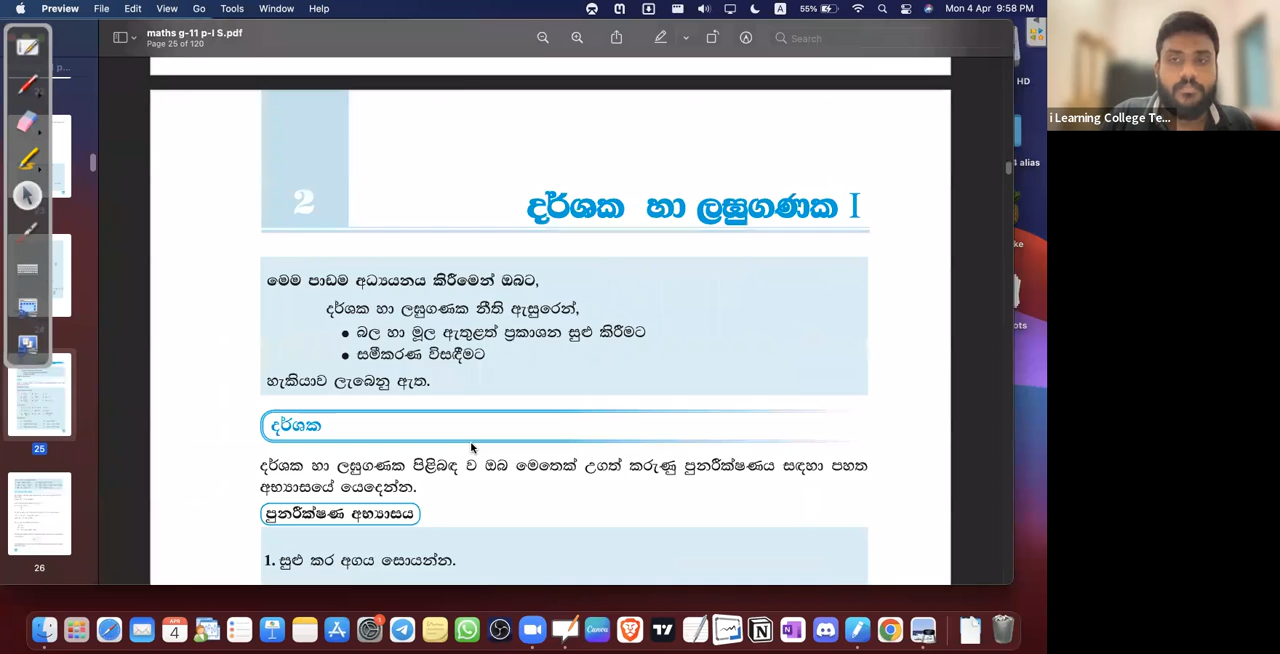 Preview File Edit View Go Tools Window Help 55% Mon 4 Apr 9:58 PM
maths g-11 p-I S.pdf
Page 25 of 120
Search
2
දර්ශක හා ලඝුගණක I
මෙම පාඩම අධ්‍යයනය කිරීමෙන් ඔබට,
දර්ශක හා ලඝුගණක නීති ඇසුරෙන්,
● බල හා මූල ඇතුළත් ප්‍රකාශන සුළු කිරීමට
● සමීකරණ විසඳීමට
හැකියාව ලැබෙනු ඇත.
දර්ශක
දර්ශක හා ලඝුගණක පිළිබඳ ව ඔබ මෙතෙක් උගත් කරුණු පුනරීක්ෂණය සඳහා පහත
අභ්‍යාසයේ යෙදෙන්න.
පුනරීක්ෂණ අභ්‍යාසය
1. සුළු කර අගය සොයන්න.
25
26
i Learning College Te...
HD
alias
APR
4
Canva